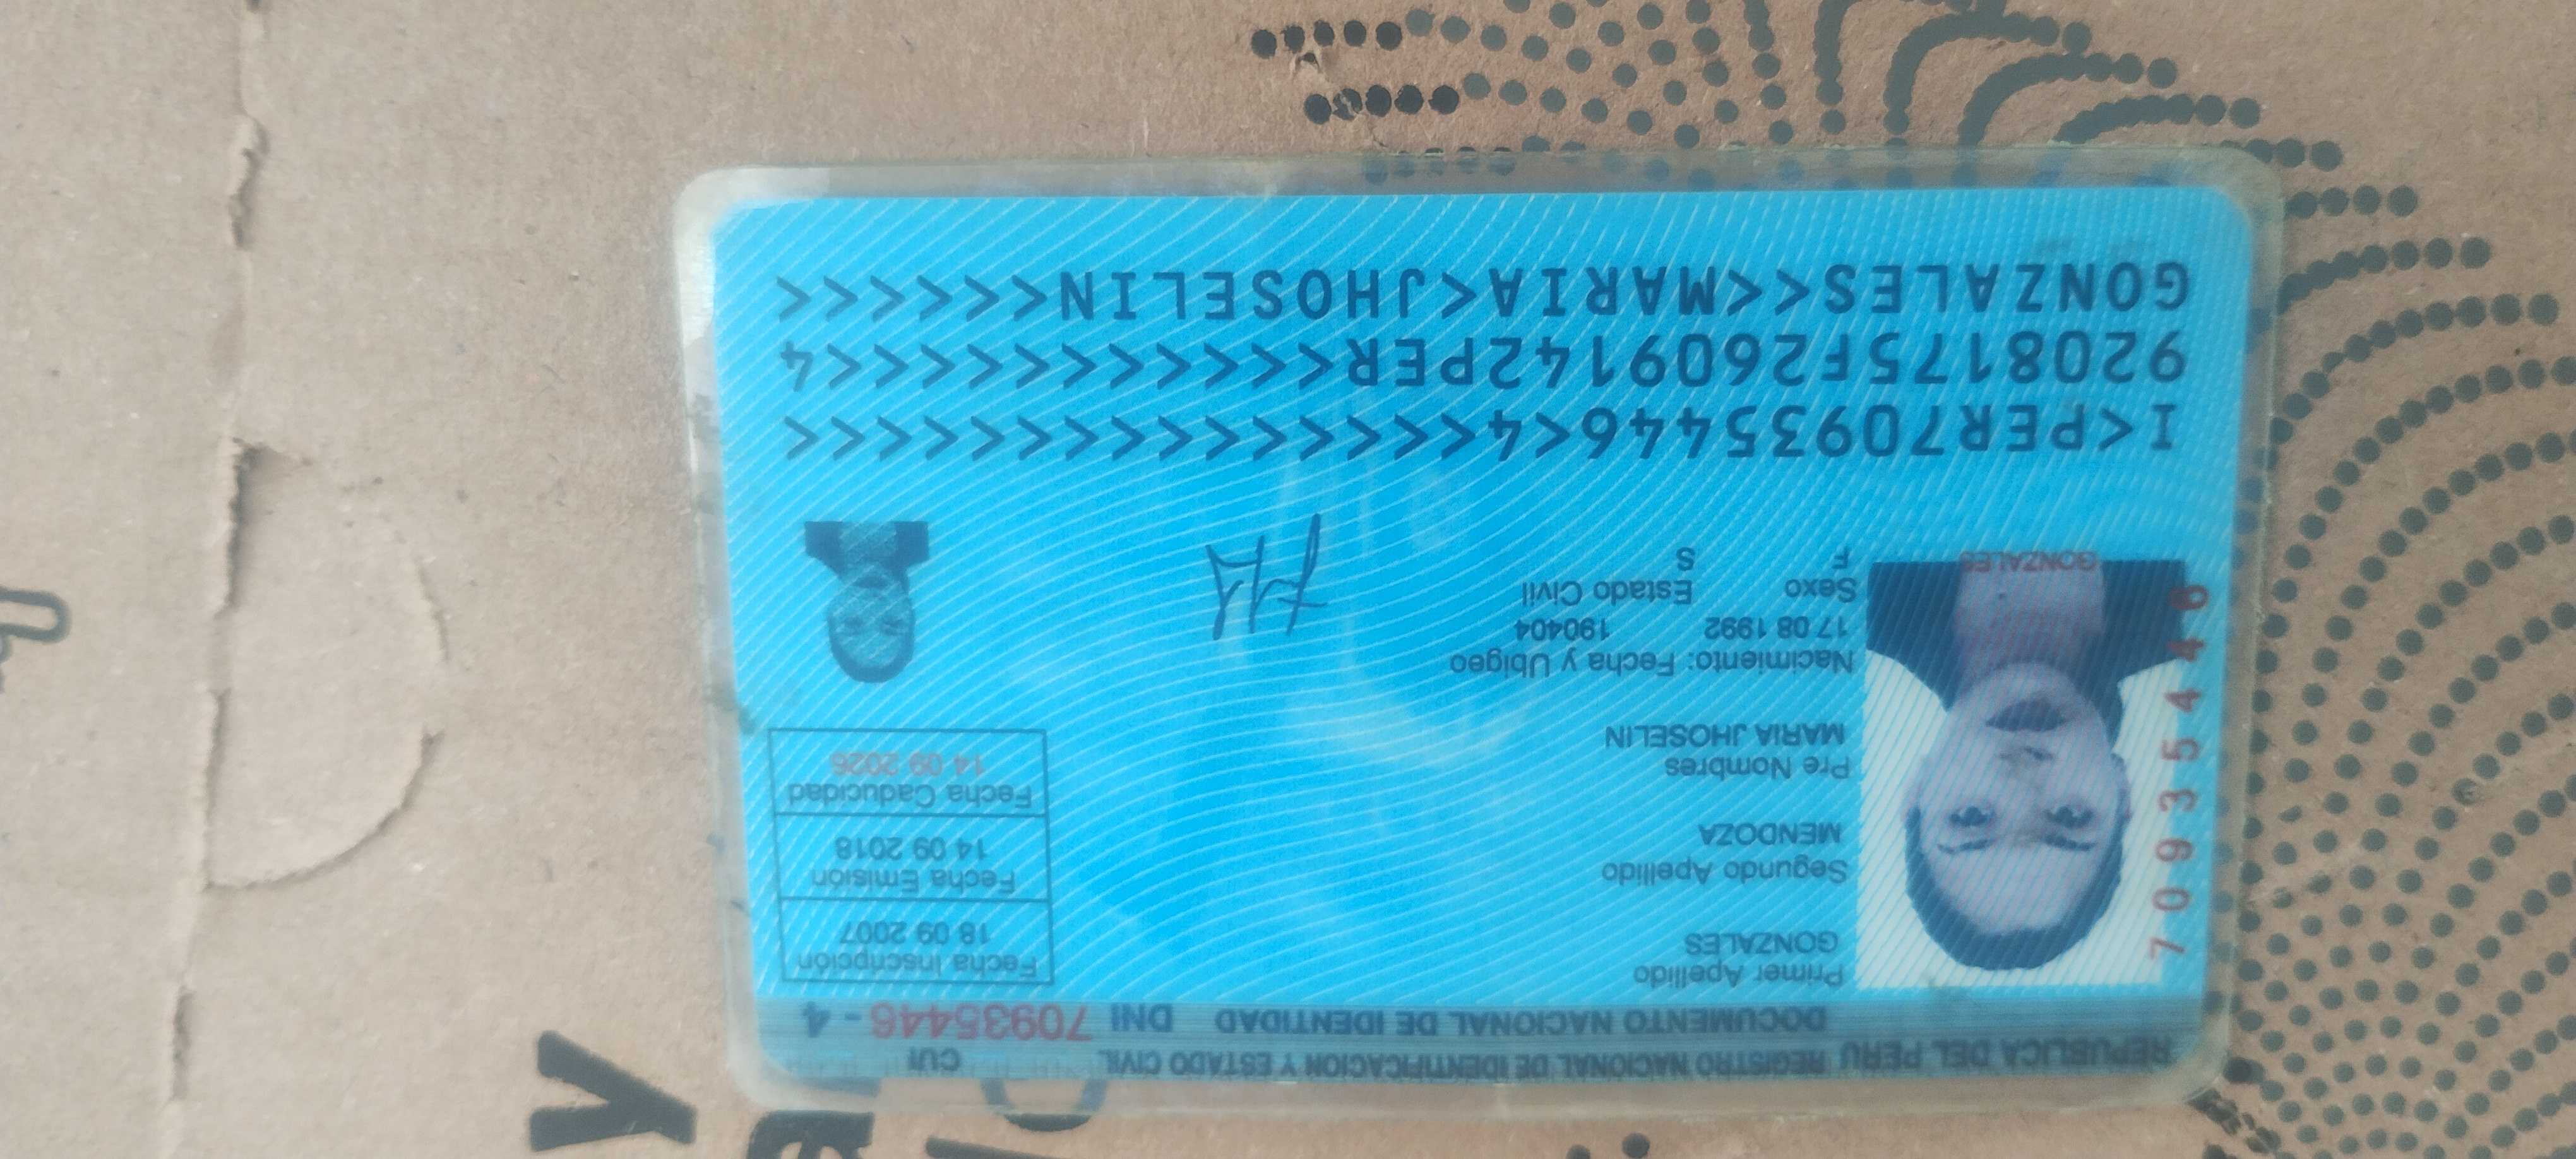 REPUBLICA DEL PERU REGISTRO NACIONAL DE IDENTIFICACION Y ESTADO CIVIL CUI
DOCUMENTO NACIONAL DE IDENTIDAD DNI 70935446 - 4
Primer Apellido
GONZALES
Segundo Apellido
MENDOZA
Pre Nombres
MARIA JHOSELIN
Nacimiento: Fecha y Ubigeo
17 08 1992 190404
Sexo Estado Civil
F S
Fecha Inscripción
18 09 2007
Fecha Emisión
14 09 2018
Fecha Caducidad
14 09 2026
70935446
GONZALES
I<PER70935446<4<<<<<<<<<<<<<<<
9208175F2609142PER<<<<<<<<<<<4
GONZALES<<MARIA<JHOSELIN<<<<<<